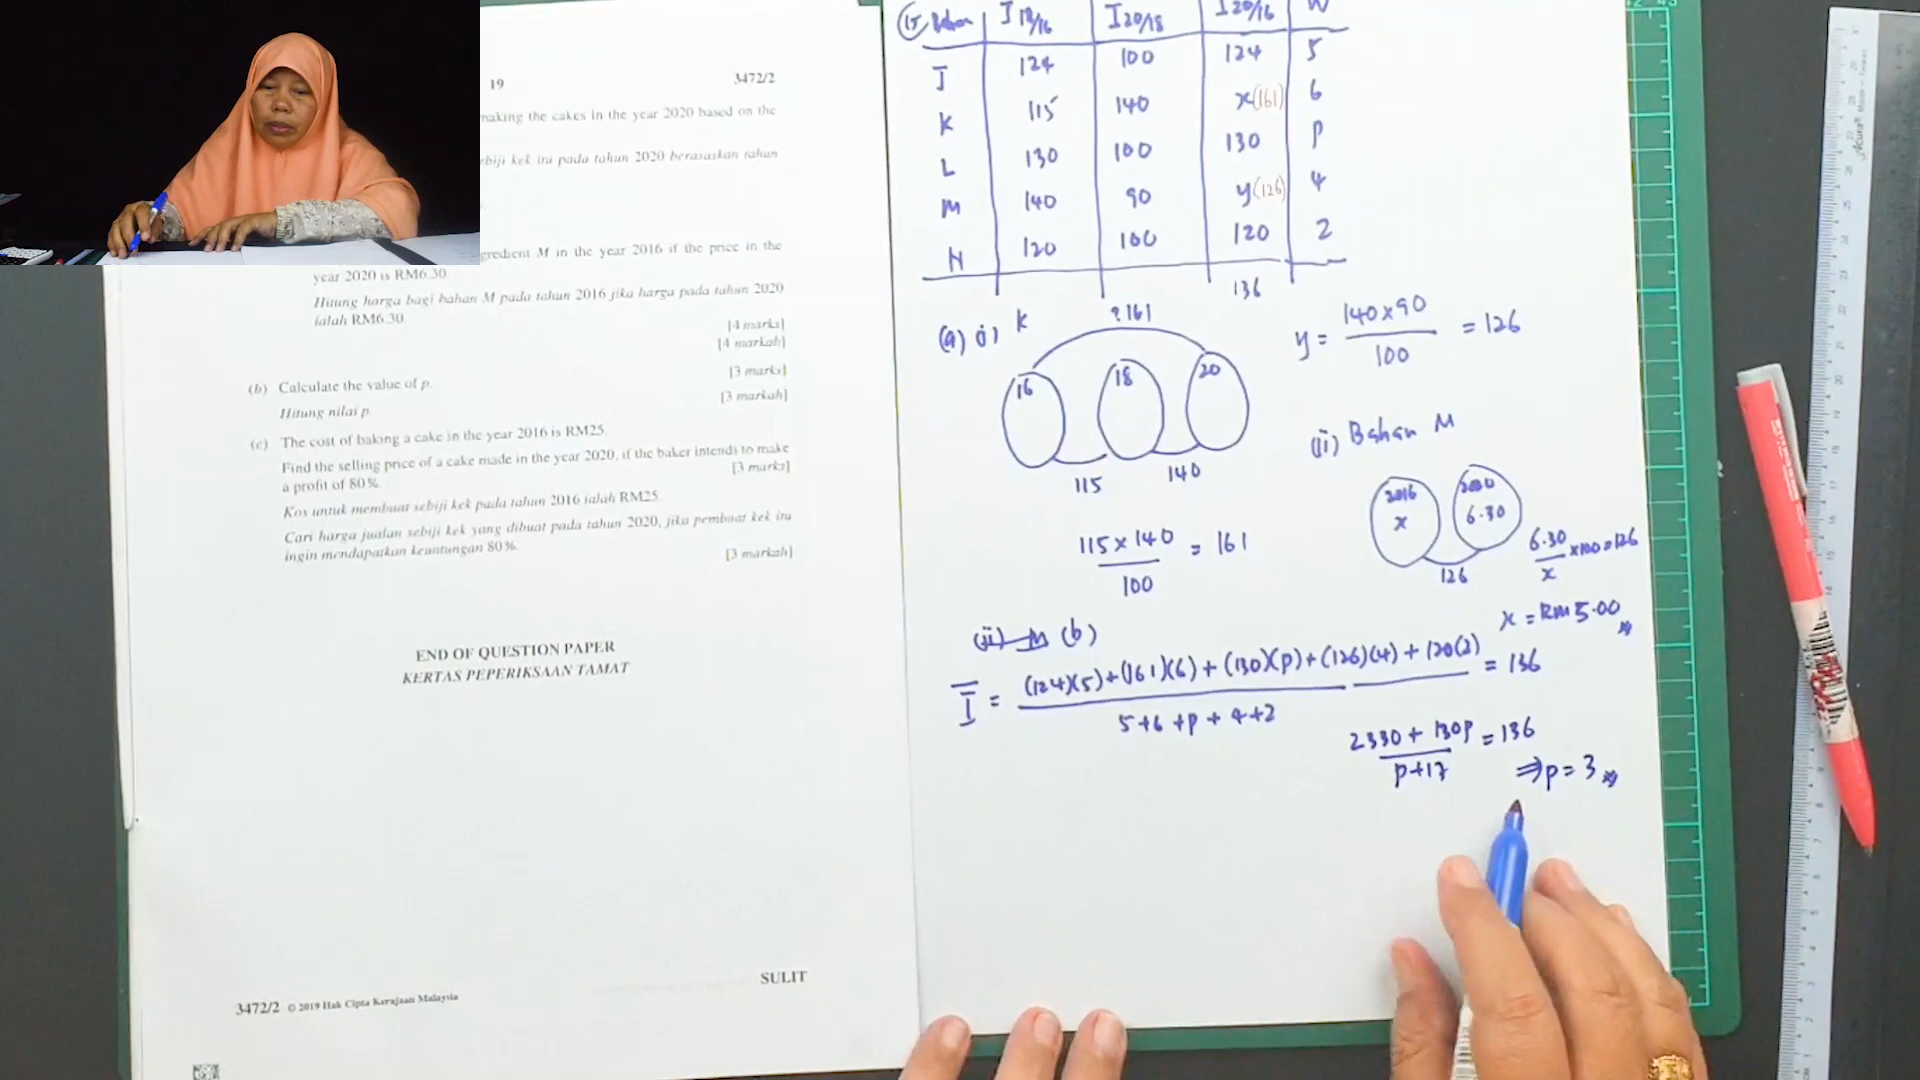 19
3472/2
making the cakes in the year 2020 based on the
sebiji kek itu pada tahun 2020 berasaskan tahun
ingredient M in the year 2016 if the price in the
year 2020 is RM6.30
Hitung harga bagi bahan M pada tahun 2016 jika harga pada tahun 2020
ialah RM6.30
[4 marks]
[4 markah]
(b) Calculate the value of p.
[3 marks]
Hitung nilai p.
[3 markah]
(c) The cost of baking a cake in the year 2016 is RM25.
Find the selling price of a cake made in the year 2020, if the baker intends to make
a profit of 80%.
[3 marks]
Kos untuk membuat sebiji kek pada tahun 2016 ialah RM25.
Cari harga jualan sebiji kek yang dibuat pada tahun 2020, jika pembuat kek itu
ingin mendapatkan keuntungan 80%.
[3 markah]
END OF QUESTION PAPER
KERTAS PEPERIKSAAN TAMAT
SULIT
3472/2 © 2019 Hak Cipta Kerajaan Malaysia
15 Bahan I 18/16 I 20/18 I 20/16 W
J 124 100 124 5
K 115 140 x(161) 6
L 130 100 130 P
M 140 90 y(126) 4
N 120 100 120 2
136
(a) (i) K
? 161
16 18 20
115 140
115 x 140 / 100 = 161
y = 140 x 90 / 100 = 126
(ii) Bahan M
2016 x
2020 6.30
126
6.30 / x x 100 = 126
x = RM 5.00
(ii) M (b)
I = (124)(5) + (161)(6) + (130)(p) + (126)(4) + 120(2) / 5 + 6 + p + 4 + 2 = 136
2330 + 130p / p + 17 = 136
⇒ p = 3